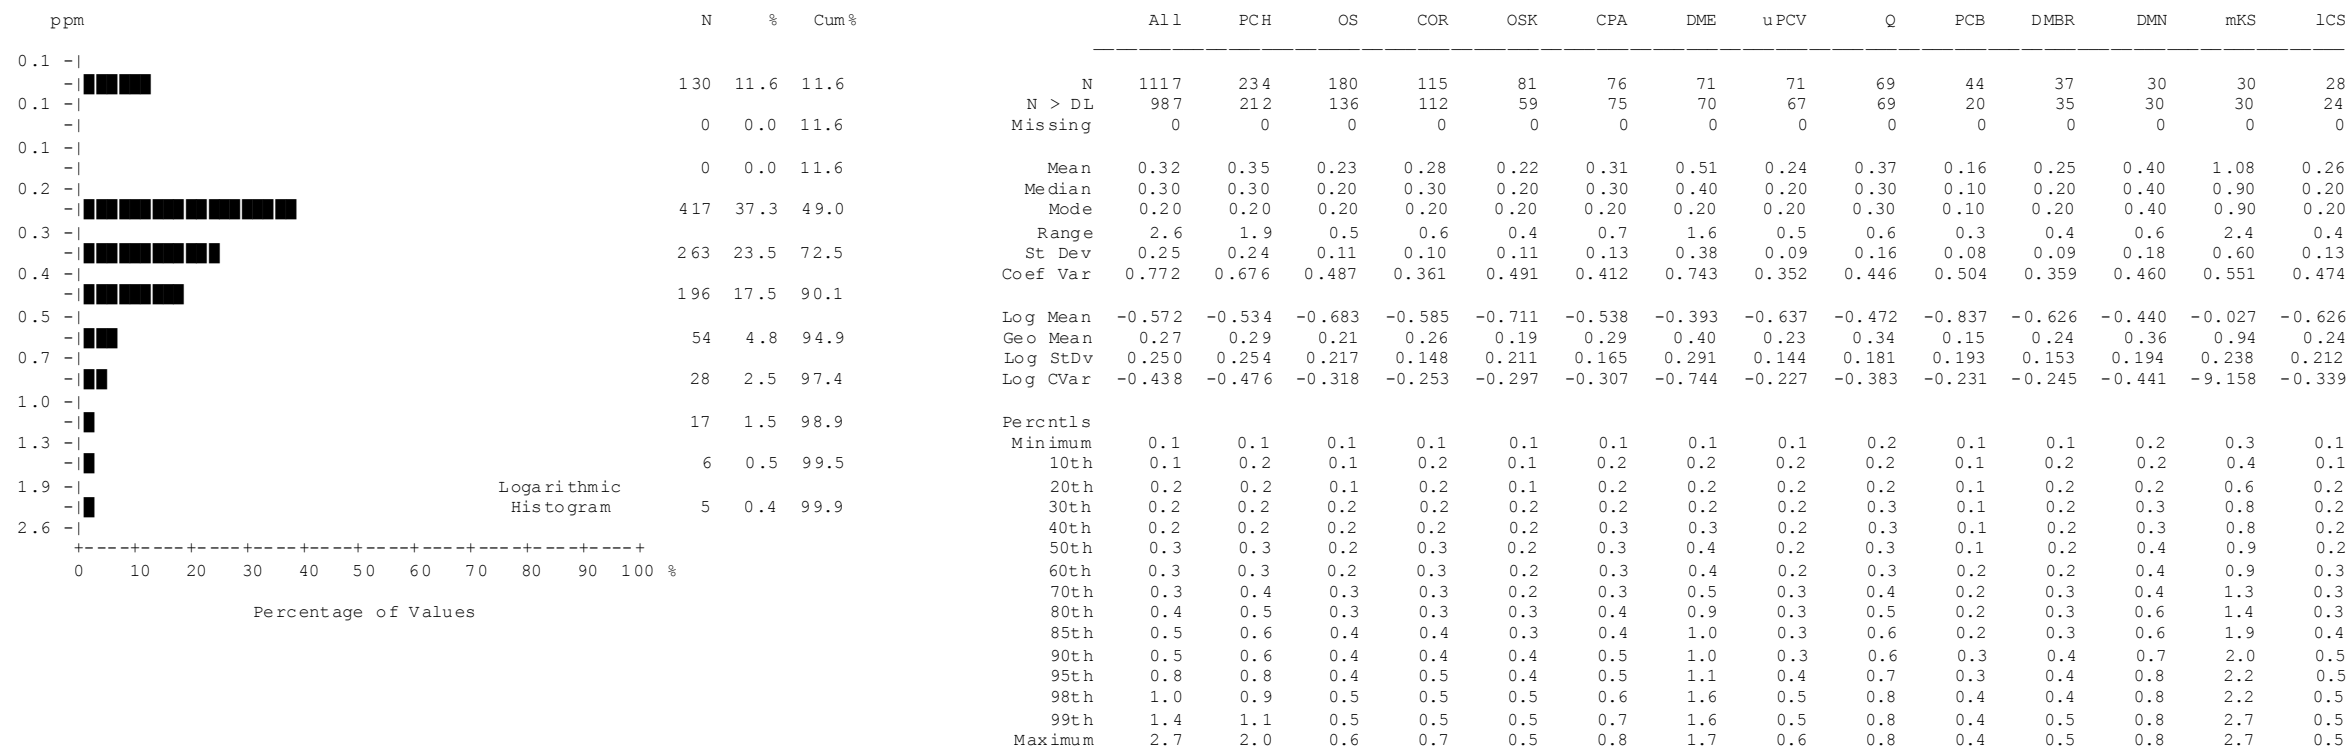 ppm N % Cum% All PCH OS COR OSK CPA DME uPCV Q PCB DMBR DMN mKS lCS
0.1 -|
-| 130 11.6 11.6 N 1117 234 180 115 81 76 71 71 69 44 37 30 30 28
0.1 -| N > DL 987 212 136 112 59 75 70 67 69 20 35 30 30 24
-| 0 0.0 11.6 Missing 0 0 0 0 0 0 0 0 0 0 0 0 0 0
0.1 -|
-| 0 0.0 11.6 Mean 0.32 0.35 0.23 0.28 0.22 0.31 0.51 0.24 0.37 0.16 0.25 0.40 1.08 0.26
0.2 -| Median 0.30 0.30 0.20 0.30 0.20 0.30 0.40 0.20 0.30 0.10 0.20 0.40 0.90 0.20
-| 417 37.3 49.0 Mode 0.20 0.20 0.20 0.20 0.20 0.20 0.20 0.20 0.30 0.10 0.20 0.40 0.90 0.20
0.3 -| Range 2.6 1.9 0.5 0.6 0.4 0.7 1.6 0.5 0.6 0.3 0.4 0.6 2.4 0.4
-| 263 23.5 72.5 St Dev 0.25 0.24 0.11 0.10 0.11 0.13 0.38 0.09 0.16 0.08 0.09 0.18 0.60 0.13
0.4 -| Coef Var 0.772 0.676 0.487 0.361 0.491 0.412 0.743 0.352 0.446 0.504 0.359 0.460 0.551 0.474
-| 196 17.5 90.1
0.5 -| Log Mean -0.572 -0.534 -0.683 -0.585 -0.711 -0.538 -0.393 -0.637 -0.472 -0.837 -0.626 -0.440 -0.027 -0.626
-| 54 4.8 94.9 Geo Mean 0.27 0.29 0.21 0.26 0.19 0.29 0.40 0.23 0.34 0.15 0.24 0.36 0.94 0.24
0.7 -| Log StDv 0.250 0.254 0.217 0.148 0.211 0.165 0.291 0.144 0.181 0.193 0.153 0.194 0.238 0.212
-| 28 2.5 97.4 Log CVar -0.438 -0.476 -0.318 -0.253 -0.297 -0.307 -0.744 -0.227 -0.383 -0.231 -0.245 -0.441 -9.158 -0.339
1.0 -|
-| 17 1.5 98.9 Percntls
1.3 -| Minimum 0.1 0.1 0.1 0.1 0.1 0.1 0.1 0.1 0.2 0.1 0.1 0.2 0.3 0.1
-| 6 0.5 99.5 10th 0.1 0.2 0.1 0.2 0.1 0.2 0.2 0.2 0.2 0.1 0.2 0.2 0.4 0.1
1.9 -| Logarithmic 20th 0.2 0.2 0.1 0.2 0.1 0.2 0.2 0.2 0.2 0.1 0.2 0.2 0.6 0.2
-| Histogram 5 0.4 99.9 30th 0.2 0.2 0.2 0.2 0.2 0.2 0.2 0.2 0.3 0.1 0.2 0.3 0.8 0.2
2.6 -| 40th 0.2 0.2 0.2 0.2 0.2 0.3 0.3 0.2 0.3 0.1 0.2 0.3 0.8 0.2
+----+----+----+----+----+----+----+----+----+----+ 50th 0.3 0.3 0.2 0.3 0.2 0.3 0.4 0.2 0.3 0.1 0.2 0.4 0.9 0.2
0 10 20 30 40 50 60 70 80 90 100 % 60th 0.3 0.3 0.2 0.3 0.2 0.3 0.4 0.2 0.3 0.2 0.2 0.4 0.9 0.3
70th 0.3 0.4 0.3 0.3 0.2 0.3 0.5 0.3 0.4 0.2 0.3 0.4 1.3 0.3
Percentage of Values 80th 0.4 0.5 0.3 0.3 0.3 0.4 0.9 0.3 0.5 0.2 0.3 0.6 1.4 0.3
85th 0.5 0.6 0.4 0.4 0.3 0.4 1.0 0.3 0.6 0.2 0.3 0.6 1.9 0.4
90th 0.5 0.6 0.4 0.4 0.4 0.5 1.0 0.3 0.6 0.3 0.4 0.7 2.0 0.5
95th 0.8 0.8 0.4 0.5 0.4 0.5 1.1 0.4 0.7 0.3 0.4 0.8 2.2 0.5
98th 1.0 0.9 0.5 0.5 0.5 0.6 1.6 0.5 0.8 0.4 0.4 0.8 2.2 0.5
99th 1.4 1.1 0.5 0.5 0.5 0.7 1.6 0.5 0.8 0.4 0.5 0.8 2.7 0.5
Maximum 2.7 2.0 0.6 0.7 0.5 0.8 1.7 0.6 0.8 0.4 0.5 0.8 2.7 0.5